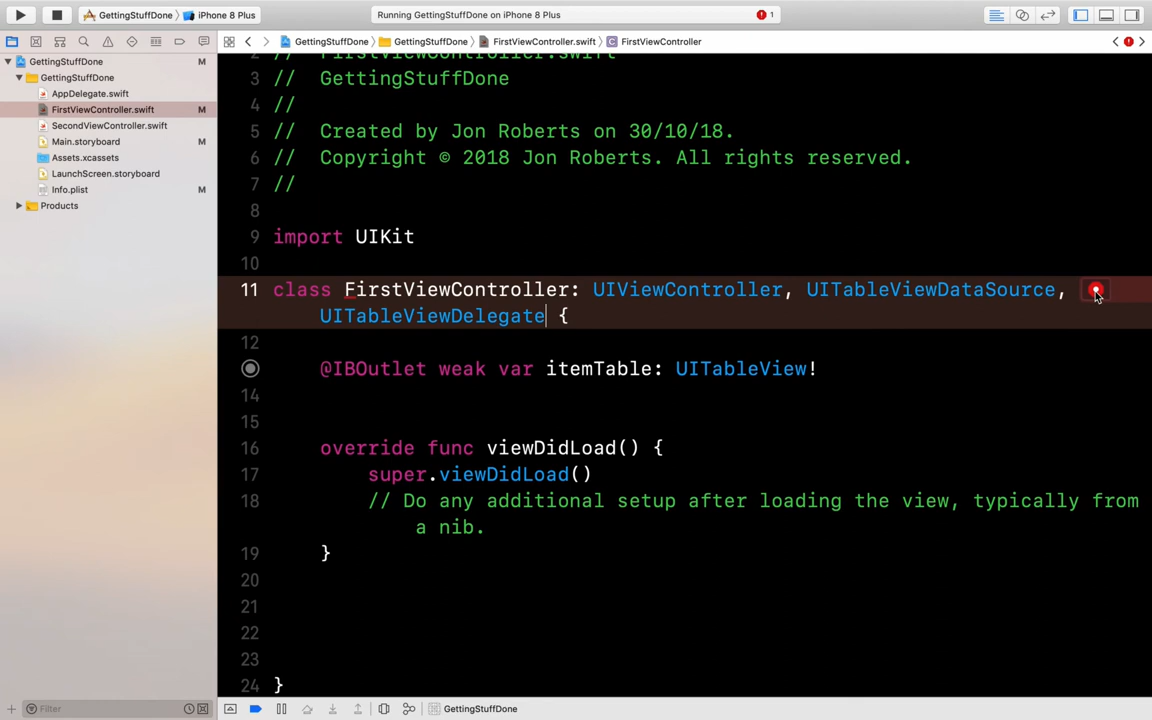 GettingStuffDone iPhone 8 Plus
Running GettingStuffDone on iPhone 8 Plus
1
GettingStuffDone GettingStuffDone FirstViewController.swift C FirstViewController
GettingStuffDone M
GettingStuffDone
AppDelegate.swift
FirstViewController.swift M
SecondViewController.swift
Main.storyboard M
Assets.xcassets
LaunchScreen.storyboard
Info.plist M
Products
2 // FirstViewController.swift
3 // GettingStuffDone
4 //
5 // Created by Jon Roberts on 30/10/18.
6 // Copyright © 2018 Jon Roberts. All rights reserved.
7 //
8
9 import UIKit
10
11 class FirstViewController: UIViewController, UITableViewDataSource,
UITableViewDelegate {
12
@IBOutlet weak var itemTable: UITableView!
14
15
16 override func viewDidLoad() {
17 super.viewDidLoad()
18 // Do any additional setup after loading the view, typically from
a nib.
19 }
20
21
22
23
24 }
Filter
GettingStuffDone